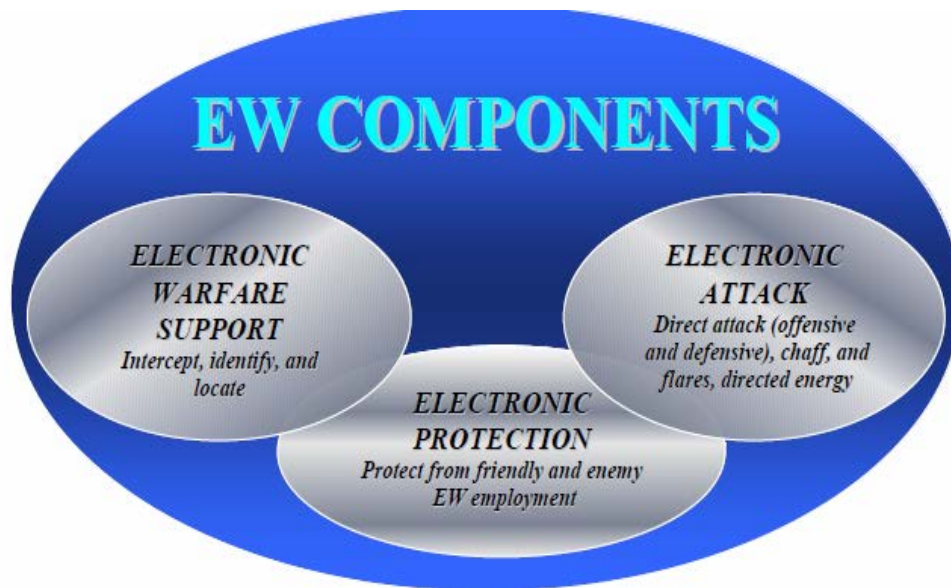 EW COMPONENTS
ELECTRONIC
WARFARE
SUPPORT
Intercept, identify, and
locate
ELECTRONIC
ATTACK
Direct attack (offensive
and defensive), chaff, and
flares, directed energy
ELECTRONIC
PROTECTION
Protect from friendly and enemy
EW employment